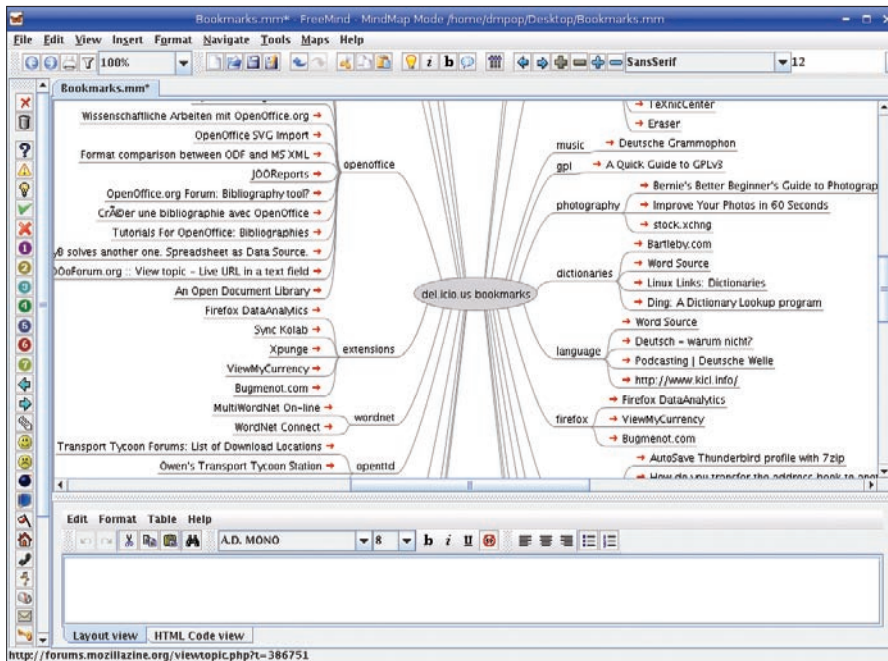 Bookmarks.mm* - FreeMind - MindMap Mode /home/dmpop/Desktop/Bookmarks.mm
File Edit View Insert Format Navigate Tools Maps Help
100%
i b
SansSerif
12
Bookmarks.mm*
Wissenschaftliche Arbeiten mit OpenOffice.org
OpenOffice SVG Import
Format comparison between ODF and MS XML
JOOReports
OpenOffice.org Forum: Bibliography tool?
CrÃ©er une bibliographie avec OpenOffice
Tutorials For OpenOffice: Bibliographies
solves another one. Spreadsheet as Data Source.
OOoForum.org :: View topic - Live URL in a text field
An Open Document Library
openoffice
Firefox DataAnalytics
Sync Kolab
Xpunge
ViewMyCurrency
Bugmenot.com
extensions
MultiWordNet On-line
WordNet Connect
wordnet
Transport Tycoon Forums: List of Download Locations
Owen's Transport Tycoon Station
openttd
del.icio.us bookmarks
TeXnicCenter
Eraser
music
Deutsche Grammophon
gpl
A Quick Guide to GPLv3
photography
Bernie's Better Beginner's Guide to Photograp
Improve Your Photos in 60 Seconds
stock.xchng
dictionaries
Bartleby.com
Word Source
Linux Links: Dictionaries
Ding: A Dictionary Lookup program
language
Word Source
Deutsch - warum nicht?
Podcasting | Deutsche Welle
http://www.kicl.info/
firefox
Firefox DataAnalytics
ViewMyCurrency
Bugmenot.com
AutoSave Thunderbird profile with 7zip
How do you transfer the address book to
Edit Format Table Help
A.D. MONO
8
b i U
Layout view HTML Code view
http://forums.mozillazine.org/viewtopic.php?t=386751